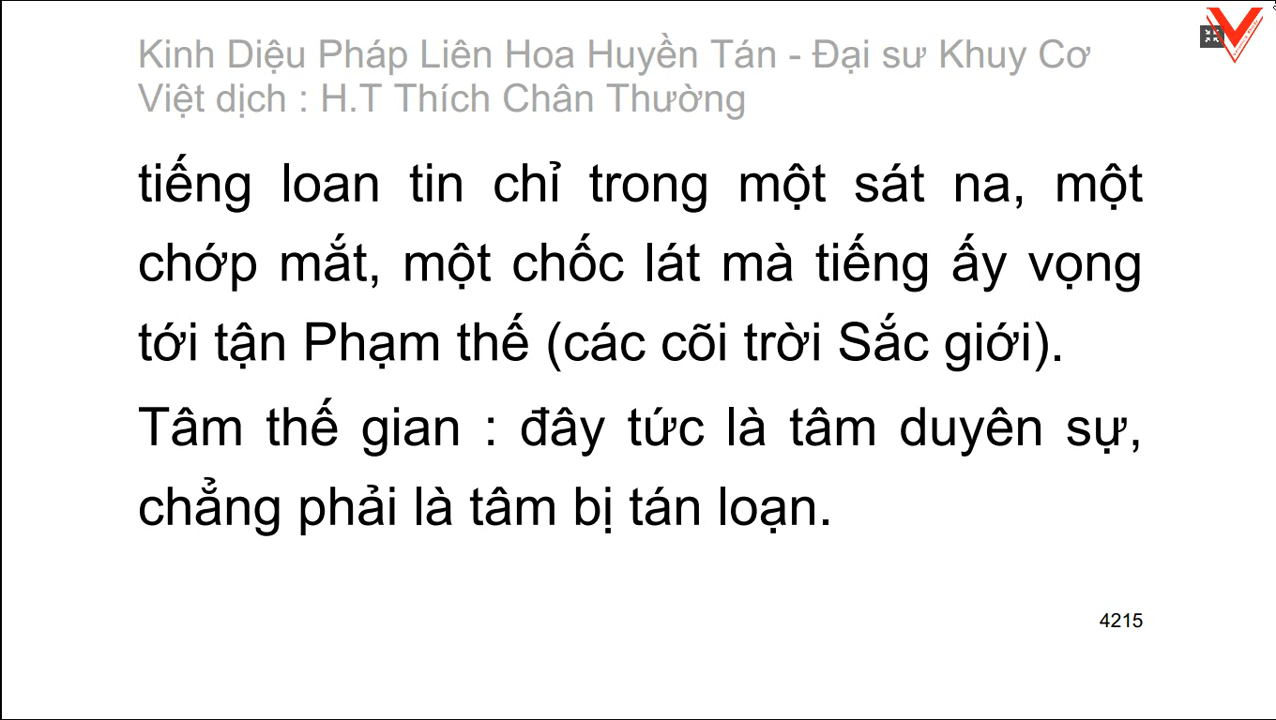 Kinh Diệu Pháp Liên Hoa Huyền Tán - Đại sư Khuy Cơ
Việt dịch : H.T Thích Chân Thường
tiếng loan tin chỉ trong một sát na, một
chớp mắt, một chốc lát mà tiếng ấy vọng
tới tận Phạm thế (các cõi trời Sắc giới).
Tâm thế gian : đây tức là tâm duyên sự,
chẳng phải là tâm bị tán loạn.
4215